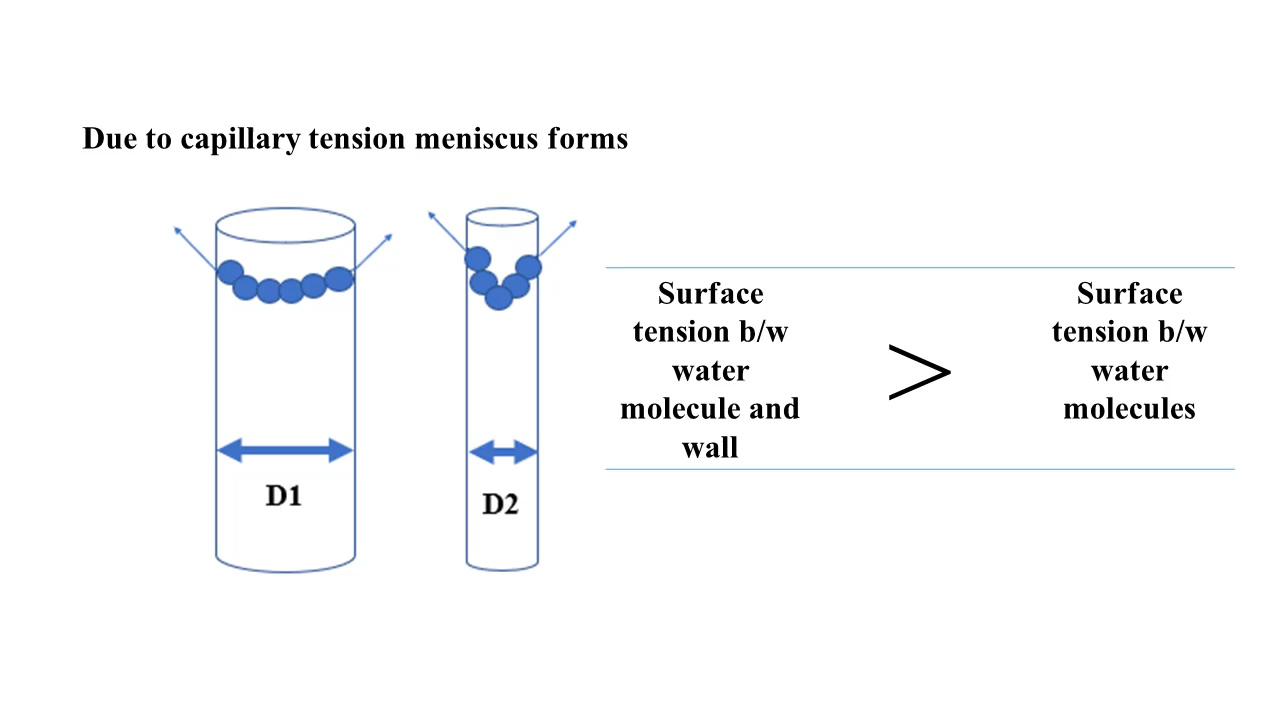 Due to capillary tension meniscus forms
D1
D2
Surface
tension b/w
water
molecule and
wall
>
Surface
tension b/w
water
molecules